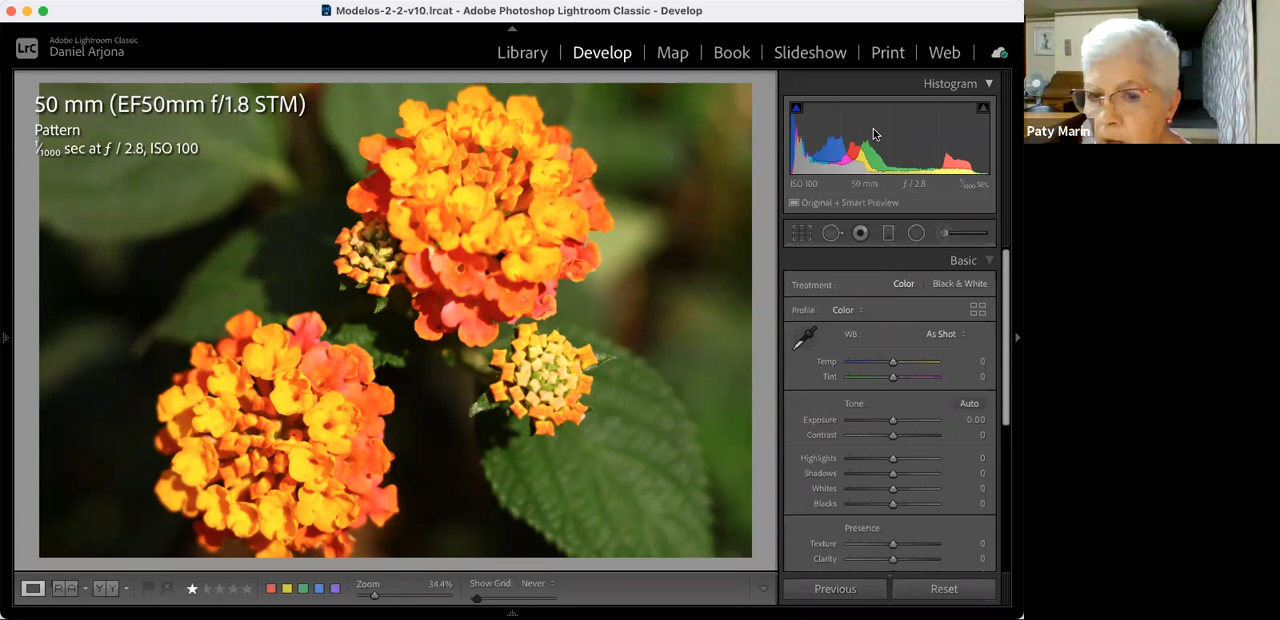 Modelos-2-2-v10.lrcat - Adobe Photoshop Lightroom Classic - Develop
LrC
Adobe Lightroom Classic
Daniel Arjona
Library | Develop | Map | Book | Slideshow | Print | Web |
50 mm (EF50mm f/1.8 STM)
Pattern
1/1000 sec at ƒ / 2.8, ISO 100
Histogram
ISO 100 50 mm ƒ / 2.8 1/1000 sec
Original + Smart Preview
Basic
Treatment : Color | Black & White
Profile : Color
WB : As Shot
Temp 0
Tint 0
Tone Auto
Exposure 0.00
Contrast 0
Highlights 0
Shadows 0
Whites 0
Blacks 0
Presence
Texture 0
Clarity 0
Previous Reset
R A Y Y Zoom 34.4% Show Grid: Never
Paty Marin